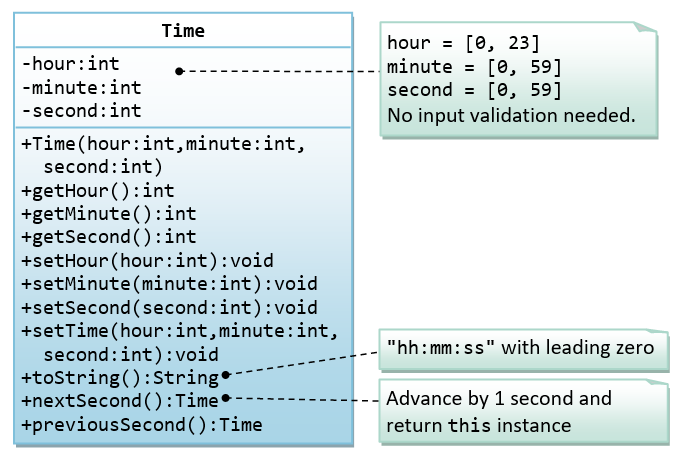 Time
-hour:int
-minute:int
-second:int
+Time(hour:int,minute:int,
second:int)
+getHour():int
+getMinute():int
+getSecond():int
+setHour(hour:int):void
+setMinute(minute:int):void
+setSecond(second:int):void
+setTime(hour:int,minute:int,
second:int):void
+toString():String
+nextSecond():Time
+previousSecond():Time
hour = [0, 23]
minute = [0, 59]
second = [0, 59]
No input validation needed.
"hh:mm:ss" with leading zero
Advance by 1 second and
return this instance